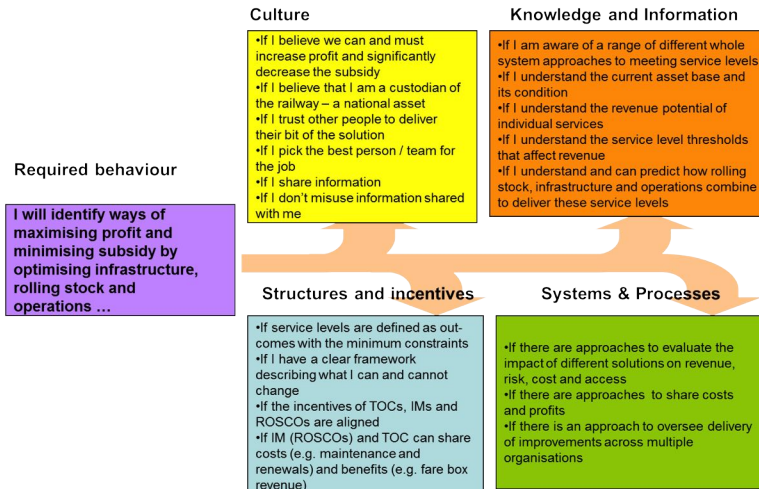 Culture
•If I believe we can and must
increase profit and significantly
decrease the subsidy
•If I believe that I am a custodian of
the railway – a national asset
•If I trust other people to deliver
their bit of the solution
•If I pick the best person / team for
the job
•If I share information
•If I don't misuse information shared
with me
Knowledge and Information
•If I am aware of a range of different whole
system approaches to meeting service levels
•If I understand the current asset base and
its condition
•If I understand the revenue potential of
individual services
•If I understand the service level thresholds
that affect revenue
•If I understand and can predict how rolling
stock, infrastructure and operations combine
to deliver these service levels
Required behaviour
I will identify ways of
maximising profit and
minimising subsidy by
optimising infrastructure,
rolling stock and
operations …
Structures and incentives
•If service levels are defined as out-
comes with the minimum constraints
•If I have a clear framework
describing what I can and cannot
change
•If the incentives of TOCs, IMs and
ROSCOs are aligned
•If IM (ROSCOs) and TOC can share
costs (e.g. maintenance and
renewals) and benefits (e.g. fare box
revenue)
Systems & Processes
•If there are approaches to evaluate the
impact of different solutions on revenue,
risk, cost and access
•If there are approaches  to share costs
and profits
•If there is an approach to oversee delivery
of improvements across multiple
organisations